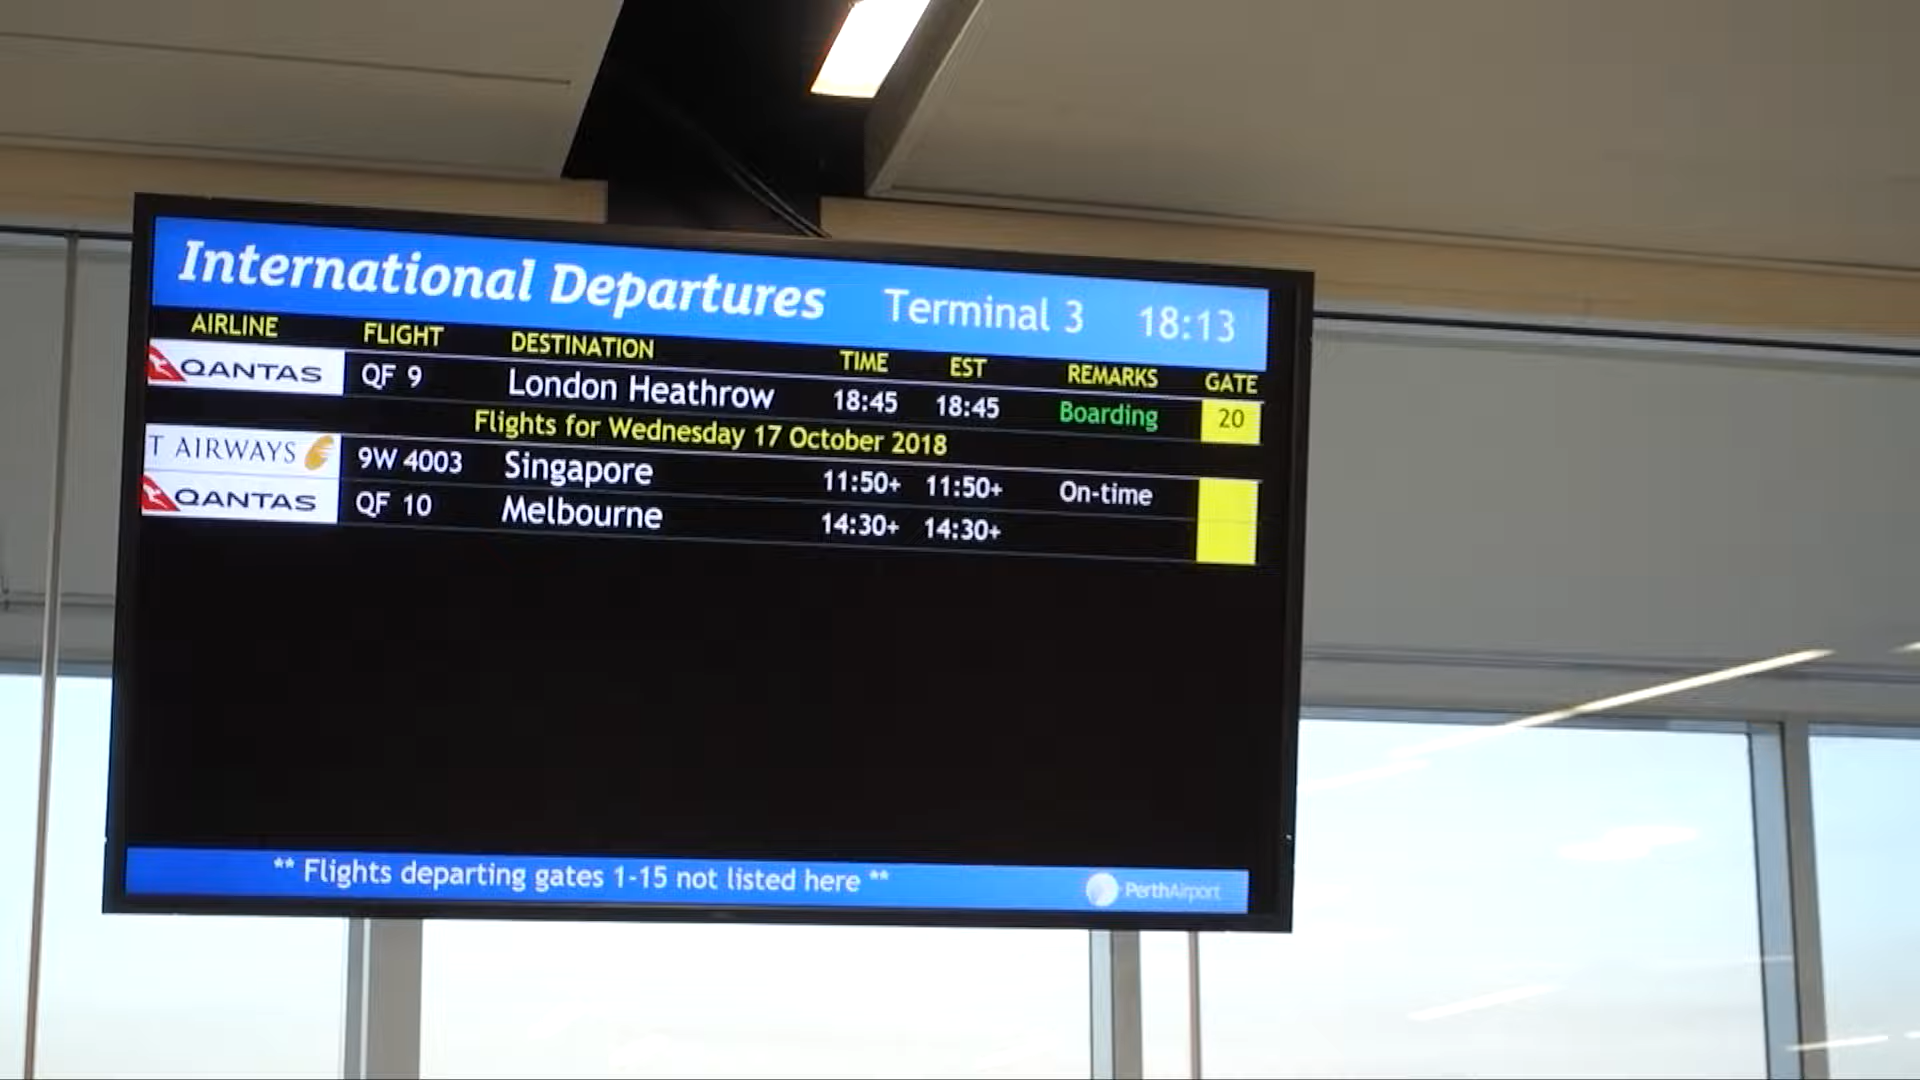 International Departures Terminal 3 18:13
AIRLINE FLIGHT DESTINATION TIME EST REMARKS GATE
QANTAS QF 9 London Heathrow 18:45 18:45 Boarding 20
Flights for Wednesday 17 October 2018
T AIRWAYS 9W 4003 Singapore 11:50+ 11:50+ On-time
QANTAS QF 10 Melbourne 14:30+ 14:30+
** Flights departing gates 1-15 not listed here ** PerthAirport